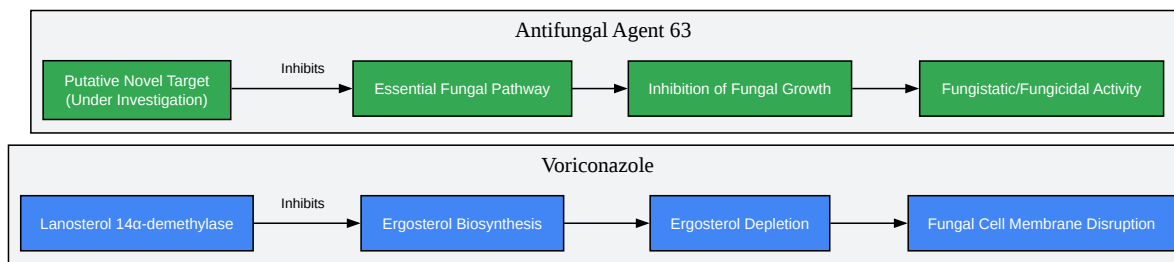 Antifungal Agent 63
Putative Novel Target
(Under Investigation)
Inhibits
Essential Fungal Pathway
Inhibition of Fungal Growth
Fungistatic/Fungicidal Activity
Voriconazole
Lanosterol 14α-demethylase
Inhibits
Ergosterol Biosynthesis
Ergosterol Depletion
Fungal Cell Membrane Disruption